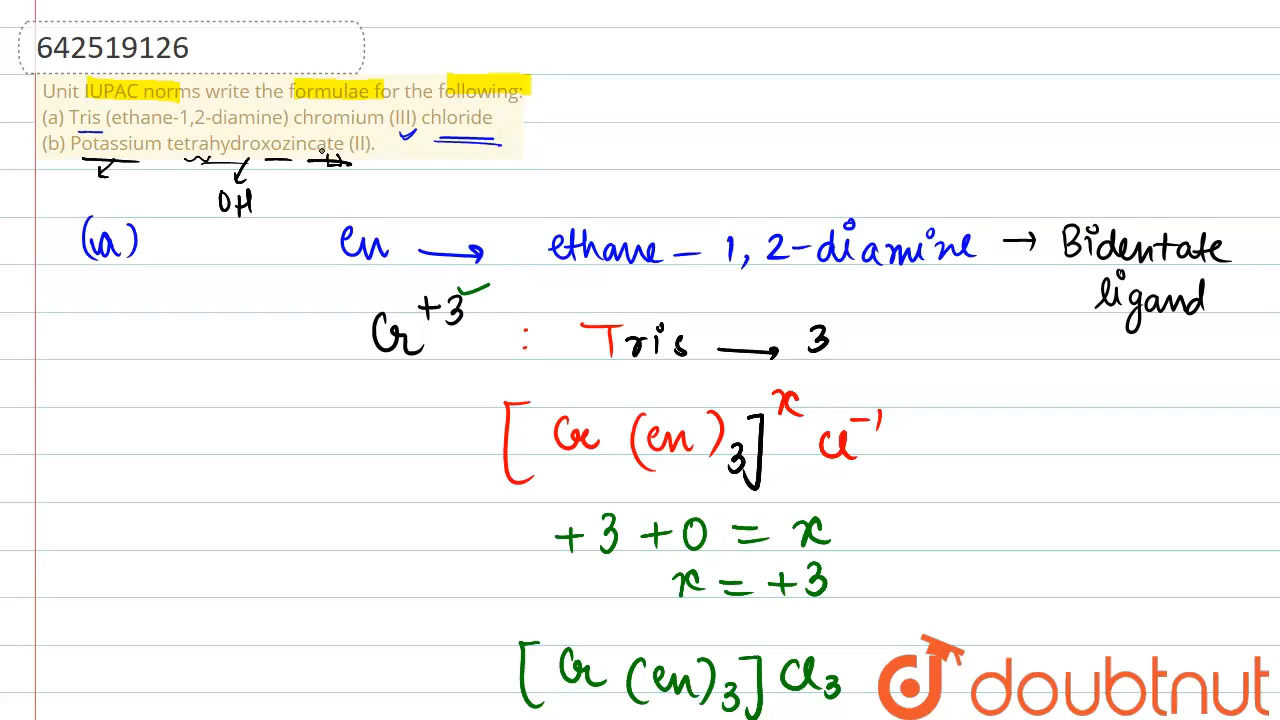 642519126
Unit IUPAC norms write the formulae for the following:
(a) Tris (ethane-1,2-diamine) chromium (III) chloride
(b) Potassium tetrahydroxozincate (II).
OH
(a) en → ethane - 1, 2-diamine → Bidentate
ligand
Cr+3 : Tris → 3
[Cr (en)3]x Cl-1
+3 + 0 = x
x = +3
[Cr (en)3] Cl3
doubtnut